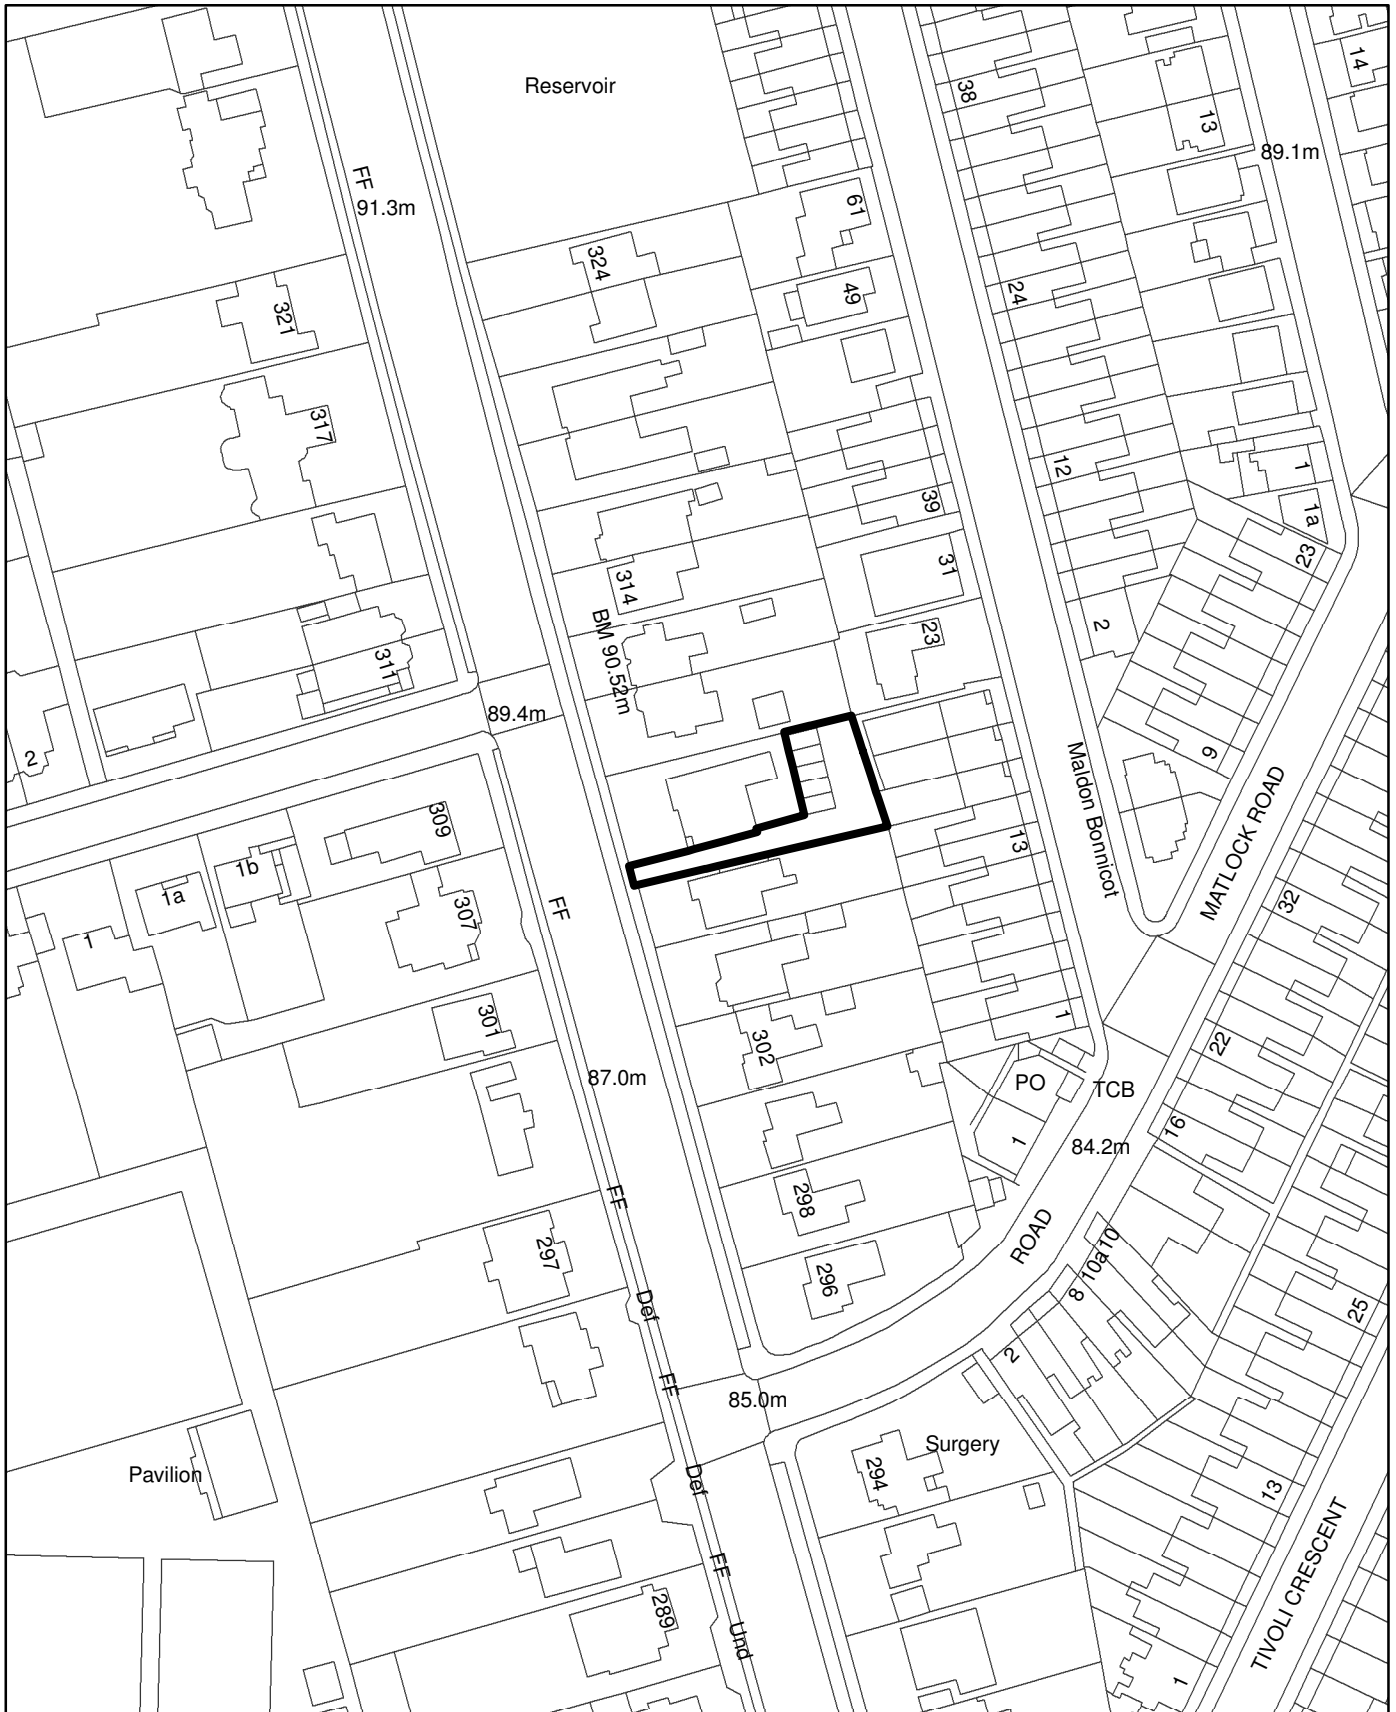 Reservoir
38
14
13
89.1m
FF
91.3m
61
324
49
24
321
317
12
1
39
1a
23
31
314
BM 90.52m
2
23
311
89.4m
2
9
Maldon Bonnicot
MATLOCK ROAD
309
13
1b
1a
307
FF
32
1
301
302
1
22
87.0m
PO
TCB
16
1
84.2m
FF
298
ROAD
10
10a
297
296
8
Def
25
2
FF
85.0m
Surgery
294
Pavilion
Def
13
FF
TIVOLI CRESCENT
289
Und
1